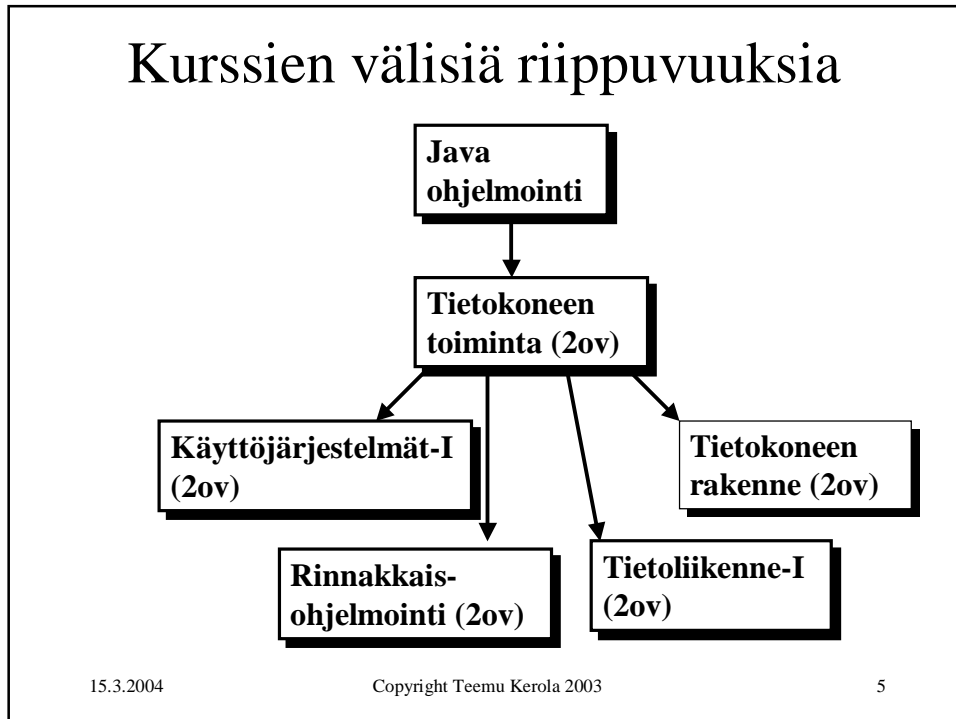 Kurssien välisiä riippuvuuksia
Java
ohjelmointi
Tietokoneen
toiminta (2ov)
Käyttöjärjestelmät-I
(2ov)
Tietokoneen
rakenne (2ov)
Rinnakkais-
ohjelmointi (2ov)
Tietoliikenne-I
(2ov)
15.3.2004
Copyright Teemu Kerola 2003
5